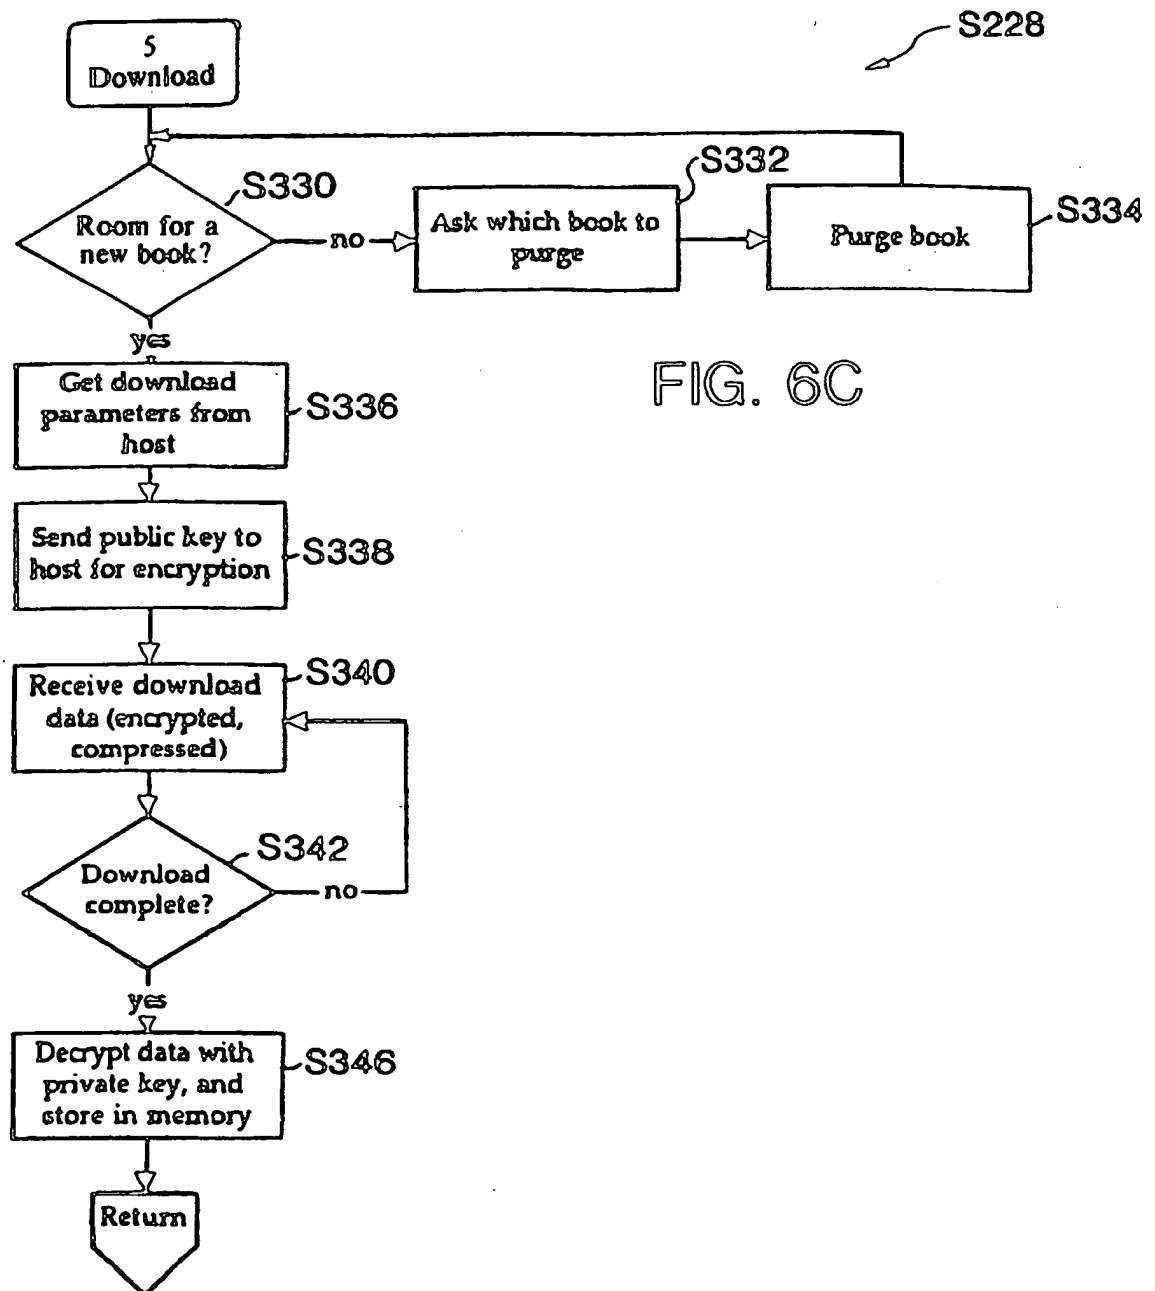 5
Download
S228
Room for a
new book?
S330
no
Ask which book to
purge
S332
Purge book
S334
yes
Get download
parameters from
host
S336
FIG. 6C
Send public key to
host for encryption
S338
Receive download
data (encrypted,
compressed)
S340
Download
complete?
S342
no
yes
Decrypt data with
private key, and
store in memory
S346
Return